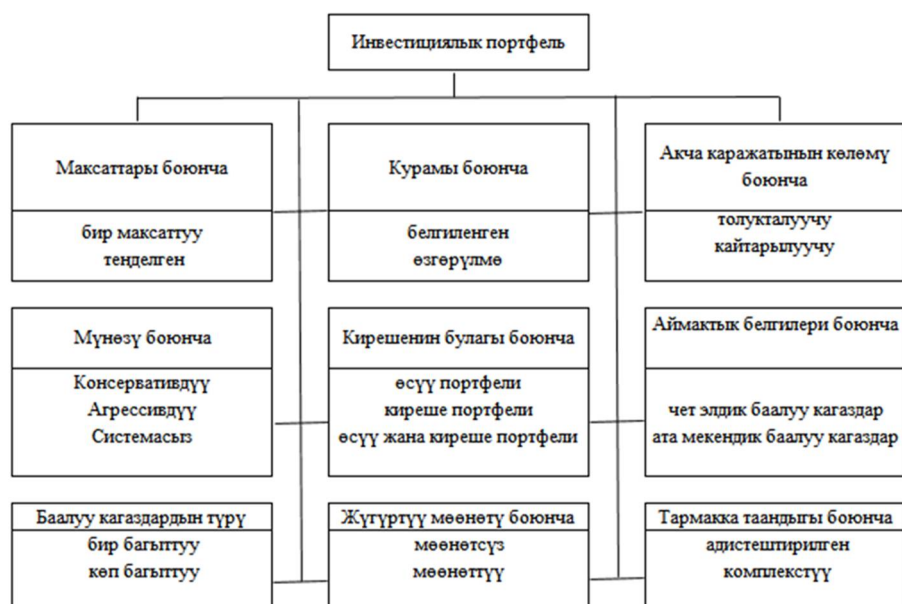 Инвестициялык портфель
Максаттары боюнча
бир максаттуу
теңделген
Курамы боюнча
белгиленген
өзгөрүлмө
Акча каражатынын көлөмү
боюнча
толукталуучу
кайтарылуучу
Мүнөзү боюнча
Консервативдүү
Агрессивдүү
Системасыз
Кирешенин булагы боюнча
өсүү портфели
киреше портфели
өсүү жана киреше портфели
Аймактык белгилери боюнча
чет элдик баалуу кагаздар
ата мекендик баалуу кагаздар
Баалуу кагаздардын түрү
бир багыттуу
көп багыттуу
Жүгүртүү мөөнөтү боюнча
мөөнөтсүз
мөөнөттүү
Тармакка таандыгы боюнча
адистештирилген
комплекстүү